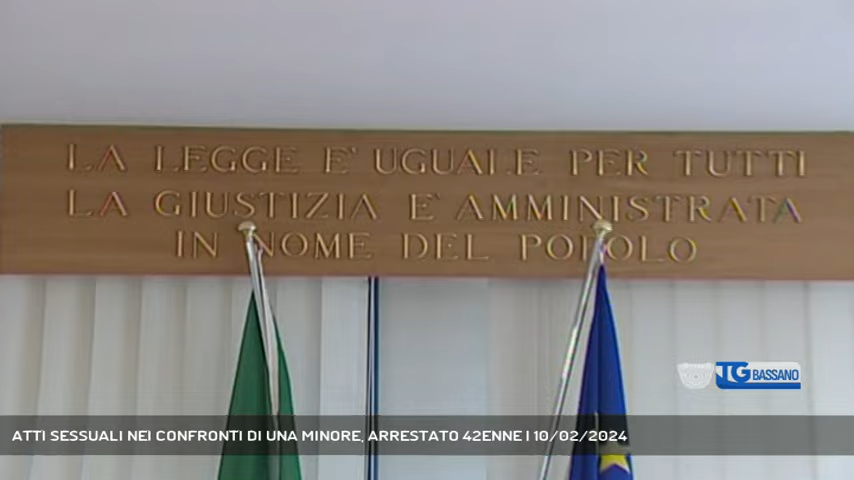 LA LEGGE E' UGUALE PER TUTTI
LA GIUSTIZIA E' AMMINISTRATA
IN NOME DEL POPOLO
TG BASSANO
ATTI SESSUALI NEI CONFRONTI DI UNA MINORE, ARRESTATO 42ENNE | 10/02/2024